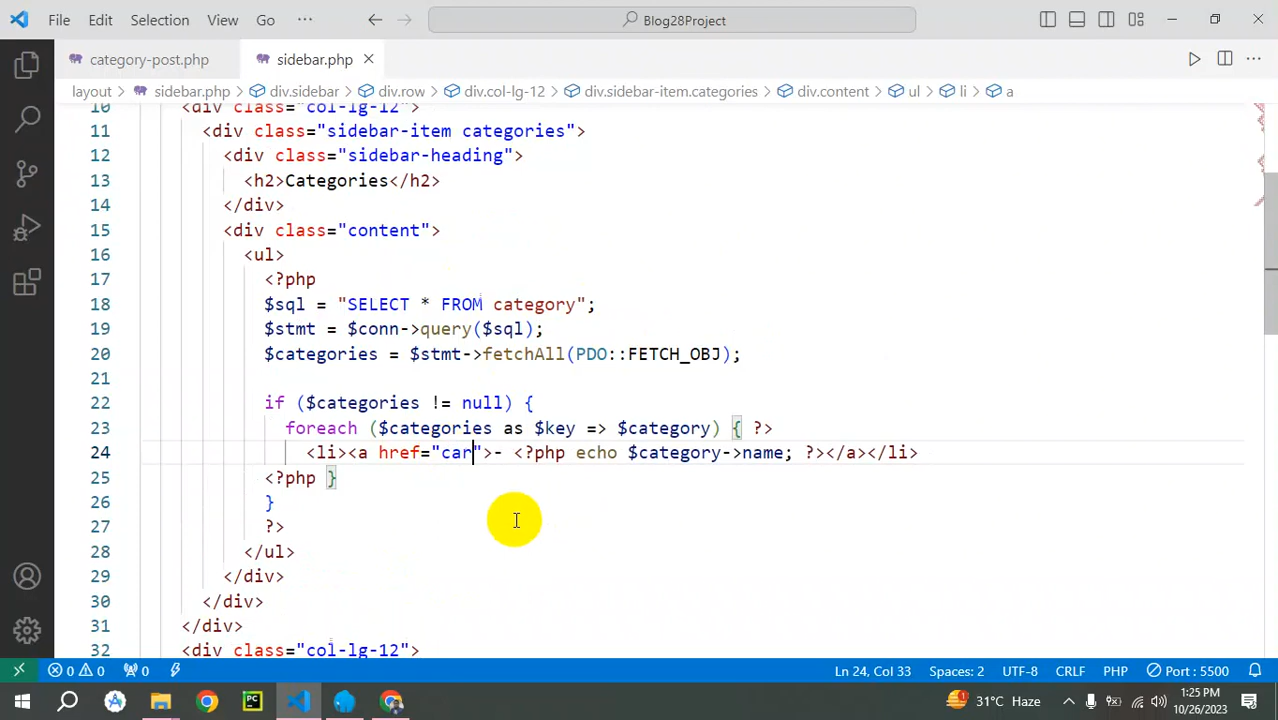 File Edit Selection View Go ··· Blog28Project
category-post.php sidebar.php
layout > sidebar.php > div.sidebar > div.row > div.col-lg-12 > div.sidebar-item.categories > div.content > ul > li > a
10 <div class="col-lg-12">
11 <div class="sidebar-item categories">
12 <div class="sidebar-heading">
13 <h2>Categories</h2>
14 </div>
15 <div class="content">
16 <ul>
17 <?php
18 $sql = "SELECT * FROM category";
19 $stmt = $conn->query($sql);
20 $categories = $stmt->fetchAll(PDO::FETCH_OBJ);
21
22 if ($categories != null) {
23 foreach ($categories as $key => $category) { ?>
24 <li><a href="car">- <?php echo $category->name; ?></a></li>
25 <?php }
26 }
27 ?>
28 </ul>
29 </div>
30 </div>
31 </div>
32 <div class="col-lg-12">
0 0 0 Ln 24, Col 33 Spaces: 2 UTF-8 CRLF PHP Port : 5500
PC 31°C Haze 1:25 PM
10/26/2023